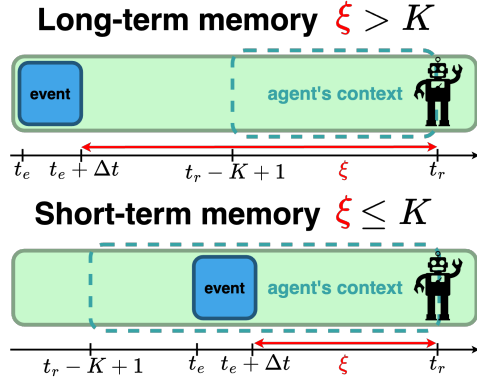 Long-term memory ξ > K
event agent's context
t_e t_e + Δt t_r − K + 1 ξ t_r
Short-term memory ξ ≤ K
event agent's context
t_r − K + 1 t_e t_e + Δt ξ t_r